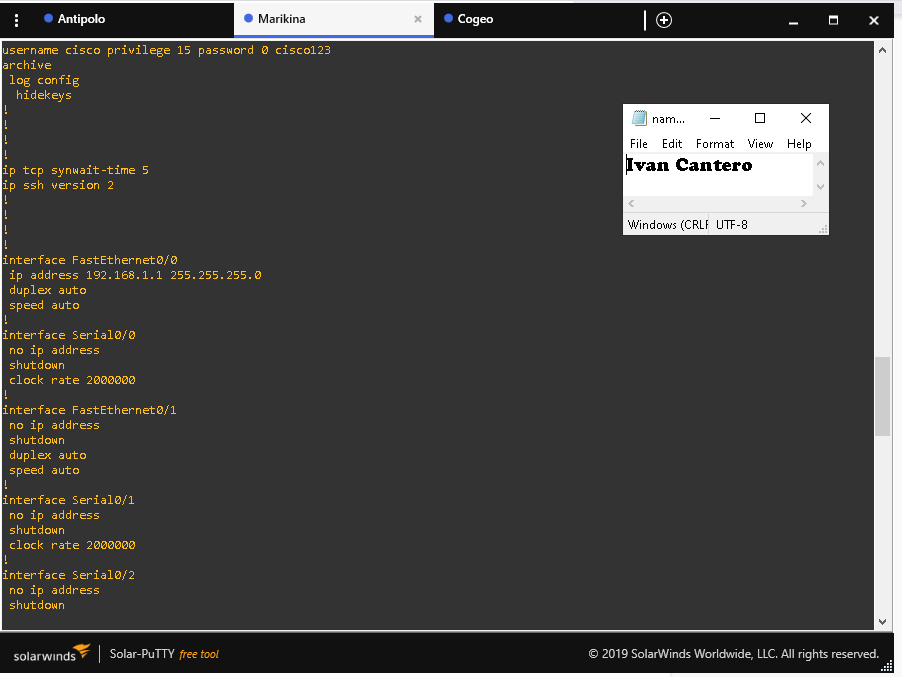 Antipolo
Marikina
Cogeo
username cisco privilege 15 password 0 cisco123
archive
 log config
  hidekeys
!
!
!
!
ip tcp synwait-time 5
ip ssh version 2
!
!
!
!
interface FastEthernet0/0
 ip address 192.168.1.1 255.255.255.0
 duplex auto
 speed auto
!
interface Serial0/0
 no ip address
 shutdown
 clock rate 2000000
!
interface FastEthernet0/1
 no ip address
 shutdown
 duplex auto
 speed auto
!
interface Serial0/1
 no ip address
 shutdown
 clock rate 2000000
!
interface Serial0/2
 no ip address
 shutdown
nam...
File Edit Format View Help
Ivan Cantero
Windows (CRLF UTF-8
solarwinds Solar-PuTTY free tool
© 2019 SolarWinds Worldwide, LLC. All rights reserved.